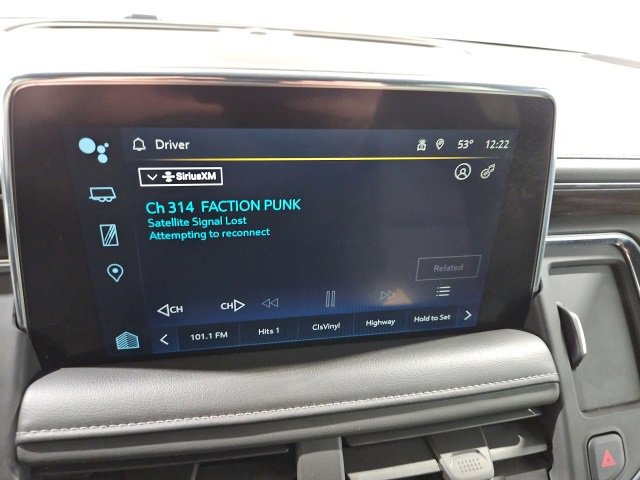 Driver
53° 12:22
SiriusXM
Ch 314 FACTION PUNK
Satellite Signal Lost
Attempting to reconnect
Related
CH CH
101.1 FM Hits 1 ClsVinyl Highway Hold to Set